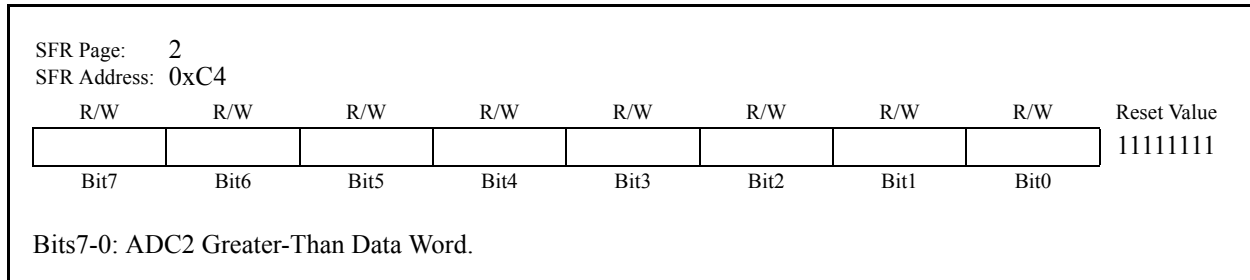 SFR Page: 2
SFR Address: 0xC4
R/W R/W R/W R/W R/W R/W R/W R/W Reset Value
11111111
Bit7 Bit6 Bit5 Bit4 Bit3 Bit2 Bit1 Bit0
Bits7-0: ADC2 Greater-Than Data Word.